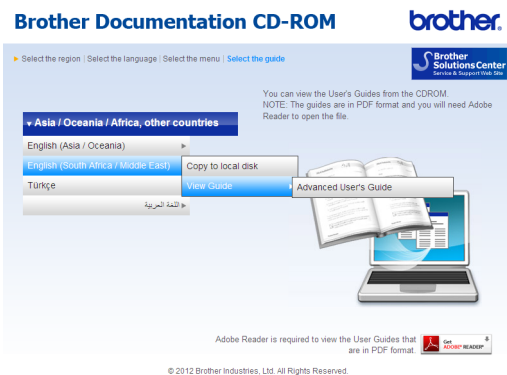 Brother Documentation CD-ROM
brother.
Select the region | Select the language | Select the menu | Select the guide
Brother
Solutions Center
Service & Support Web Site
You can view the User's Guides from the CDROM.
NOTE: The guides are in PDF format and you will need Adobe
Reader to open the file.
Asia / Oceania / Africa, other countries
English (Asia / Oceania)
English (South Africa / Middle East)
Copy to local disk
Türkçe
View Guide
Advanced User's Guide
اللغة العربية
Adobe Reader is required to view the User Guides that
are in PDF format.
Get
ADOBE® READER®
© 2012 Brother Industries, Ltd. All Rights Reserved.